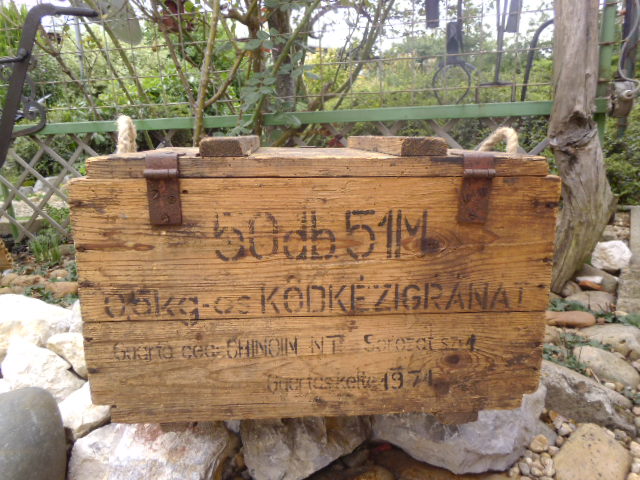 50db 51M
0,5kg-os KÖDKÉZIGRÁNÁT
Gyártó cég: CHINOIN NT. Sorozat sz: 1
Gyártás kelte 1971